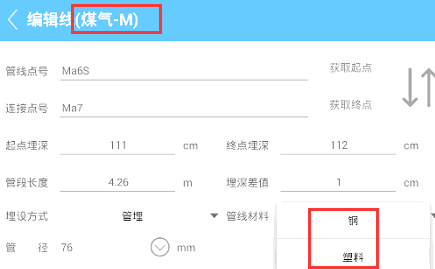 编辑线(煤气-M)
管线点号 Ma6S 获取起点
连接点号 Ma7 获取终点
起点埋深 111 cm 终点埋深 112 cm
管段长度 4.26 m 埋深差值 1 cm
埋设方式 管埋 管线材料 钢
管 径 76 mm 塑料